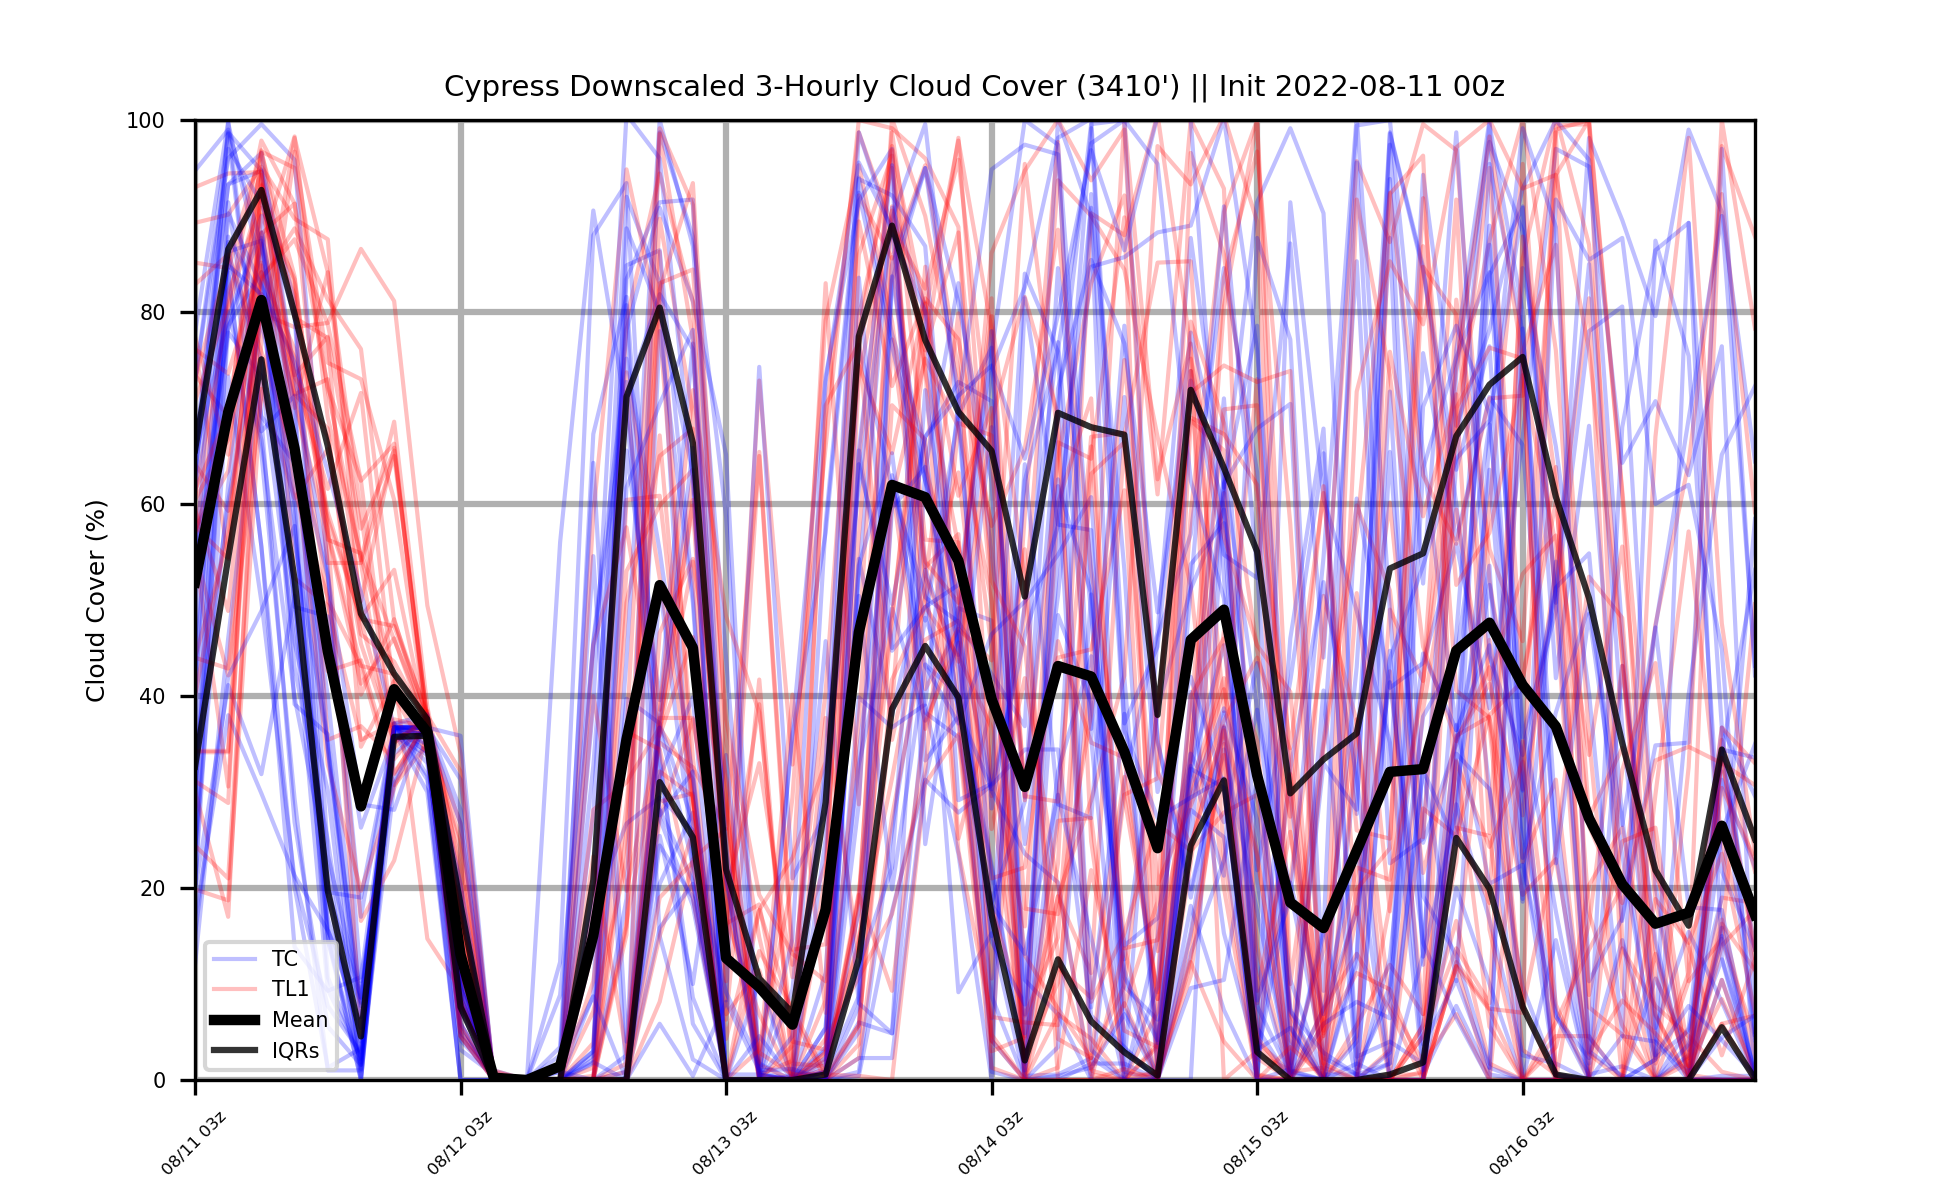 Cypress Downscaled 3-Hourly Cloud Cover (3410') || Init 2022-08-11 00z
Cloud Cover (%)
100
80
60
40
20
0
TC
TL1
Mean
IQRs
08/11 03z
08/12 03z
08/13 03z
08/14 03z
08/15 03z
08/16 03z